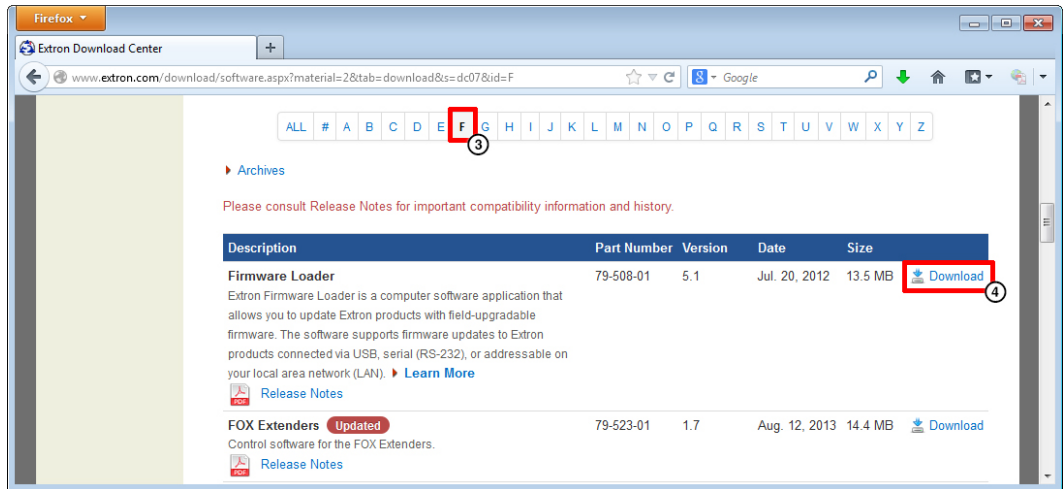 Firefox
Extron Download Center
www.extron.com/download/software.aspx?material=2&tab=download&s=dc07&id=F
Google
ALL # A B C D E F G H I J K L M N O P Q R S T U V W X Y Z
3
Archives
Please consult Release Notes for important compatibility information and history.
Description Part Number Version Date Size
Firmware Loader 79-508-01 5.1 Jul. 20, 2012 13.5 MB Download
4
Extron Firmware Loader is a computer software application that
allows you to update Extron products with field-upgradable
firmware. The software supports firmware updates to Extron
products connected via USB, serial (RS-232), or addressable on
your local area network (LAN). Learn More
PDF Release Notes
FOX Extenders Updated 79-523-01 1.7 Aug. 12, 2013 14.4 MB Download
Control software for the FOX Extenders.
PDF Release Notes